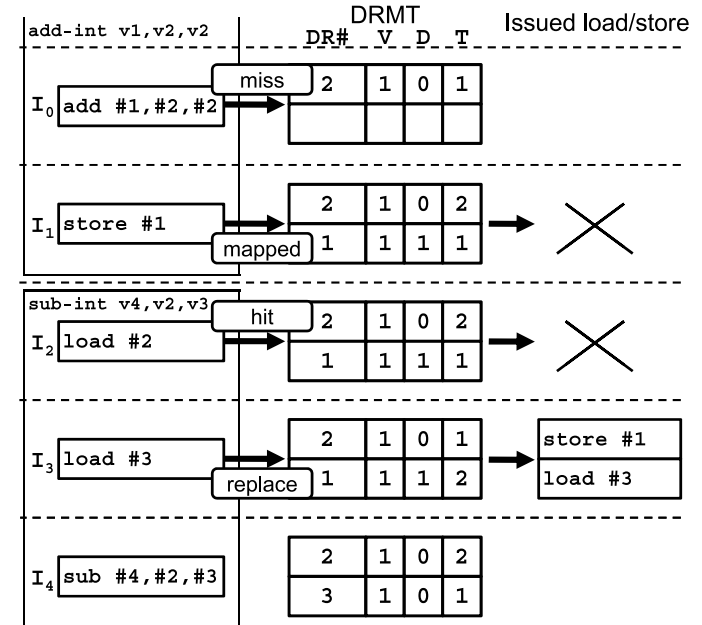 DRMT
add-int v1,v2,v2
DR# V D T
Issued load/store
miss
I0 add #1,#2,#2
2 1 0 1
I1 store #1
mapped
2 1 0 2
1 1 1 1
sub-int v4,v2,v3
hit
I2 load #2
2 1 0 2
1 1 1 1
I3 load #3
replace
2 1 0 1
1 1 1 2
store #1
load #3
I4 sub #4,#2,#3
2 1 0 2
3 1 0 1